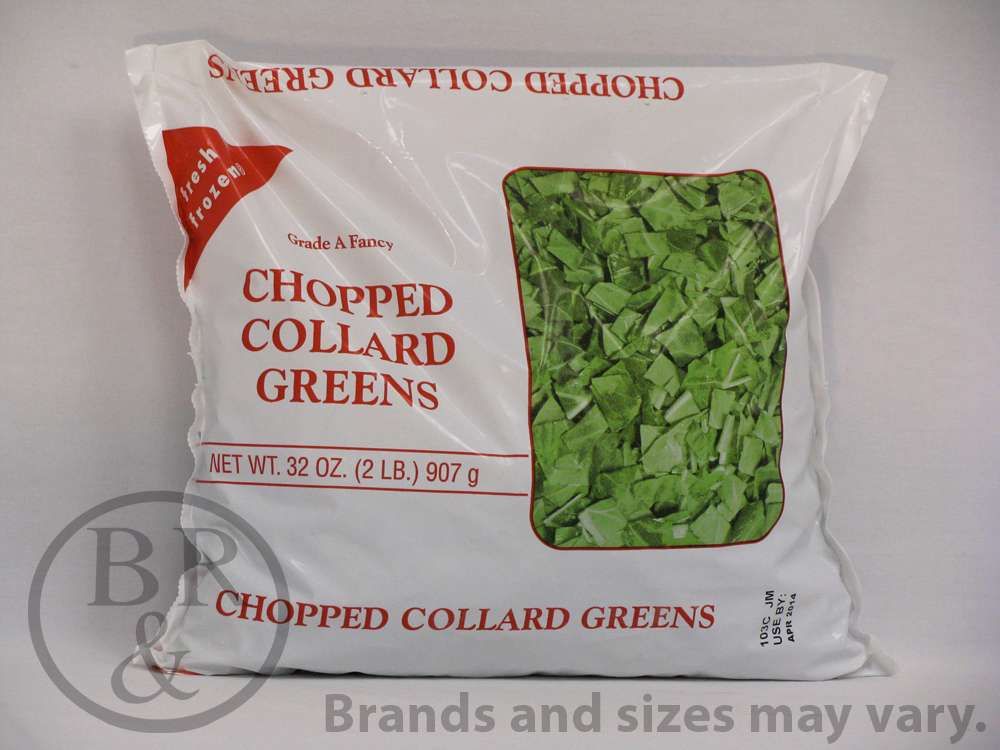 CHOPPED COLLARD GREENS
fresh
frozen
Grade A Fancy
CHOPPED
COLLARD
GREENS
NET WT. 32 OZ. (2 LB.) 907 g
CHOPPED COLLARD GREENS
103C JM
USE BY:
APR 2014
B&R
Brands and sizes may vary.